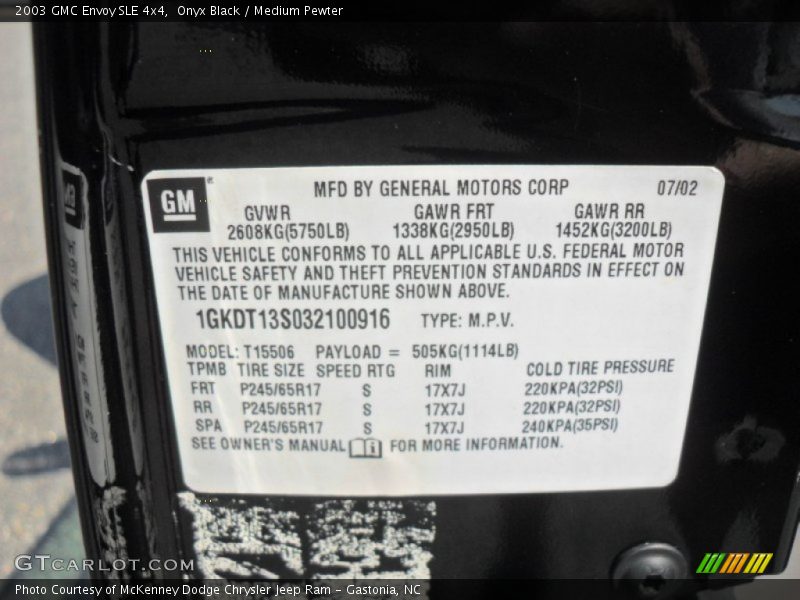 2003 GMC Envoy SLE 4x4,  Onyx Black / Medium Pewter
GM
MFD BY GENERAL MOTORS CORP 07/02
GVWR GAWR FRT GAWR RR
2608KG(5750LB) 1338KG(2950LB) 1452KG(3200LB)
THIS VEHICLE CONFORMS TO ALL APPLICABLE U.S. FEDERAL MOTOR
VEHICLE SAFETY AND THEFT PREVENTION STANDARDS IN EFFECT ON
THE DATE OF MANUFACTURE SHOWN ABOVE.
1GKDT13S032100916 TYPE: M.P.V.
MODEL: T15506 PAYLOAD = 505KG(1114LB)
TPMB TIRE SIZE SPEED RTG RIM COLD TIRE PRESSURE
FRT P245/65R17 S 17X7J 220KPA(32PSI)
RR P245/65R17 S 17X7J 220KPA(32PSI)
SPA P245/65R17 S 17X7J 240KPA(35PSI)
SEE OWNER'S MANUAL FOR MORE INFORMATION.
GTCARLOT.COM
Photo Courtesy of McKenney Dodge Chrysler Jeep Ram - Gastonia, NC